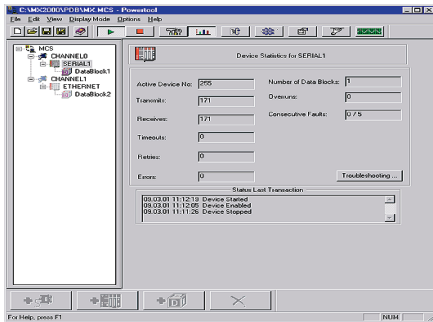 C:\MX2000\PDB\MX.MCS - Powertool
File Edit View Display Mode Options Help
MCS
CHANNEL0
SERIAL1
DataBlock1
CHANNEL1
ETHERNET
DataBlock2
Device Statistics for SERIAL1
Active Device No: 255 Number of Data Blocks: 1
Transmits: 171 Overruns: 0
Receives: 171 Consecutive Faults: 0 / 5
Timeouts: 0
Retries: 0
Errors: 0 Troubleshooting ...
Status Last Transaction
09.03.01 11:12:19 Device Started
09.03.01 11:12:05 Device Enabled
09.03.01 11:11:26 Device Stopped
For Help, press F1 NUM